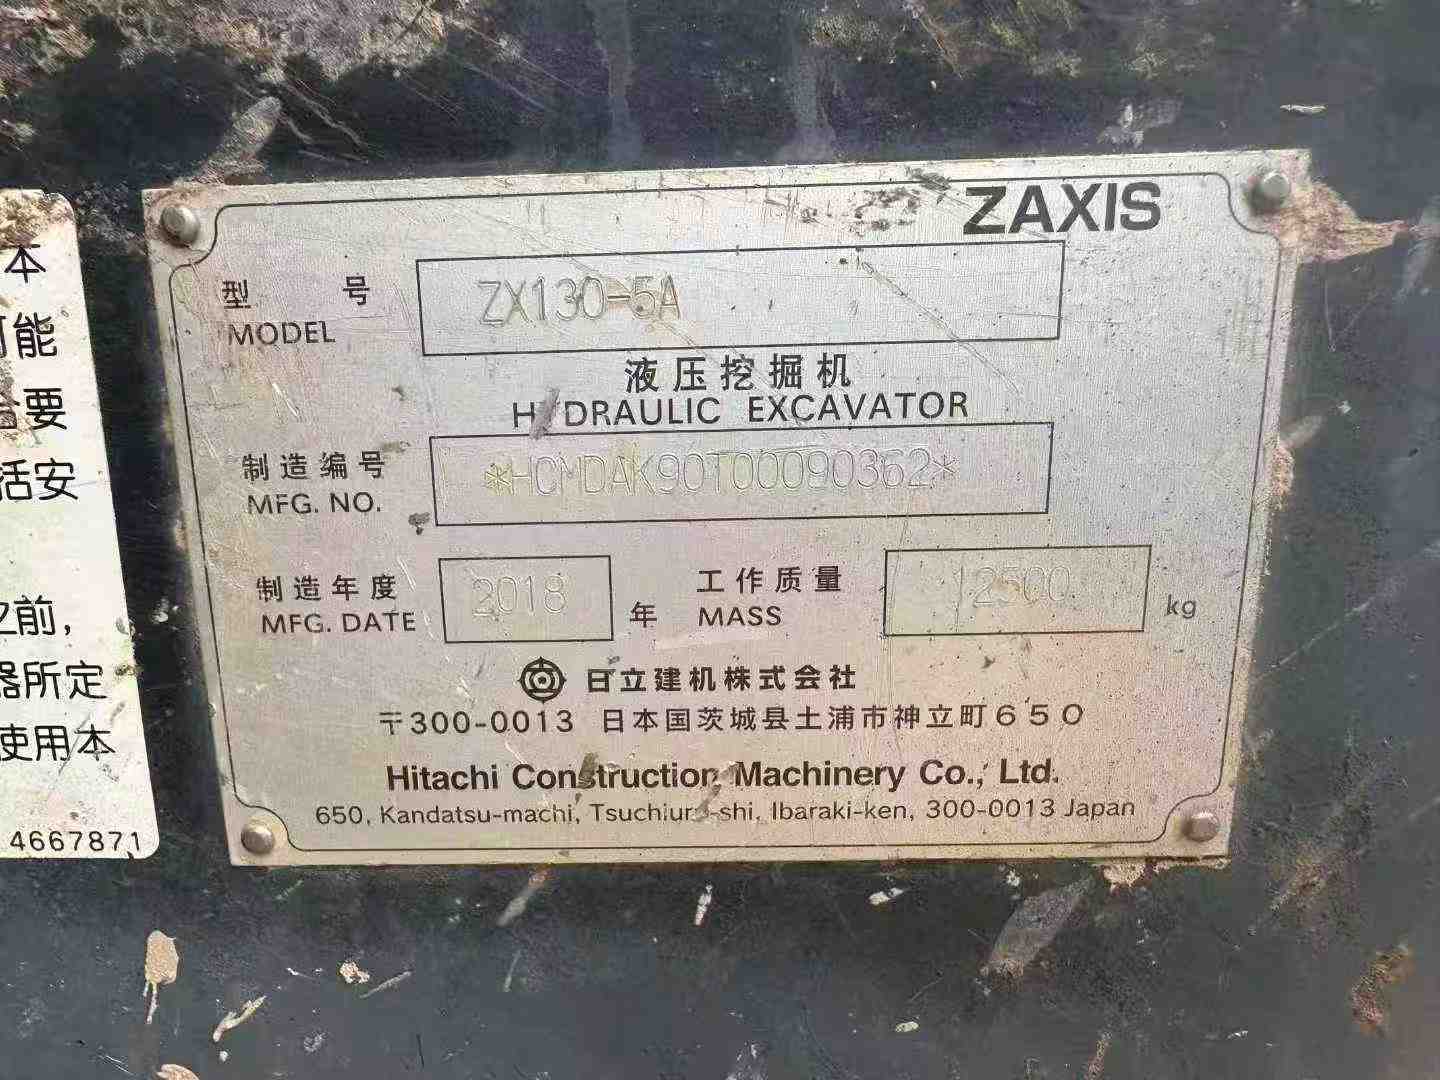 本
可能
要
括安
之前,
器所定
使用本
4667871
ZAXIS
型 号 ZX130-5A
MODEL
液压挖掘机
HYDRAULIC EXCAVATOR
制造编号 *HCMDAK90T00090362*
MFG. NO.
制造年度 2018 年 工作质量 12500 kg
MFG. DATE MASS
日立建机株式会社
〒300-0013 日本国茨城县土浦市神立町650
Hitachi Construction Machinery Co., Ltd.
650, Kandatsu-machi, Tsuchiura-shi, Ibaraki-ken, 300-0013 Japan